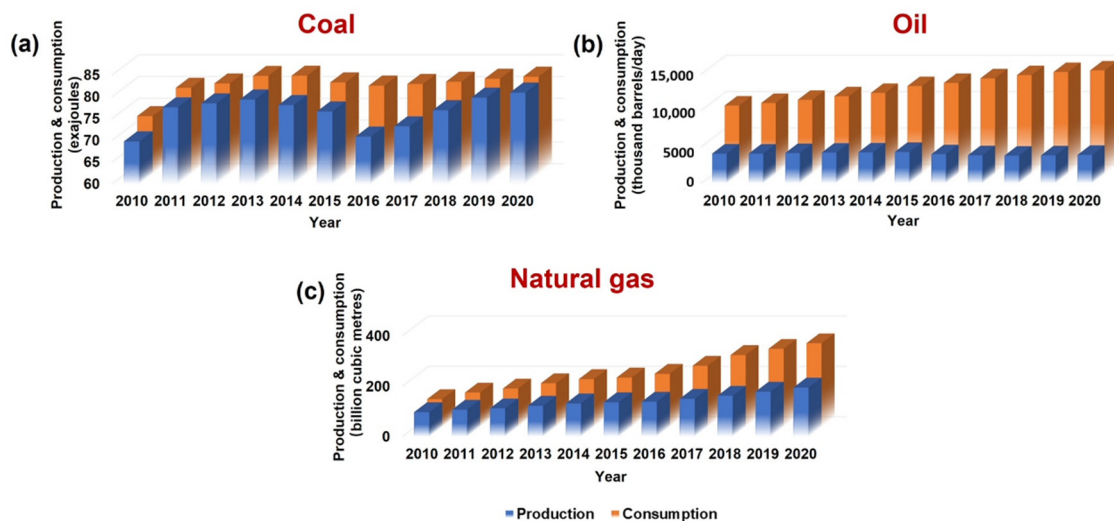 (a)
Coal
Production & consumption
(exajoules)
85
80
75
70
65
60
2010 2011 2012 2013 2014 2015 2016 2017 2018 2019 2020
Year
(b)
Oil
Production & consumption
(thousand barrels/day)
15,000
10,000
5000
0
2010 2011 2012 2013 2014 2015 2016 2017 2018 2019 2020
Year
(c)
Natural gas
Production & consumption
(billion cubic metres)
400
200
0
2010 2011 2012 2013 2014 2015 2016 2017 2018 2019 2020
Year
Production Consumption